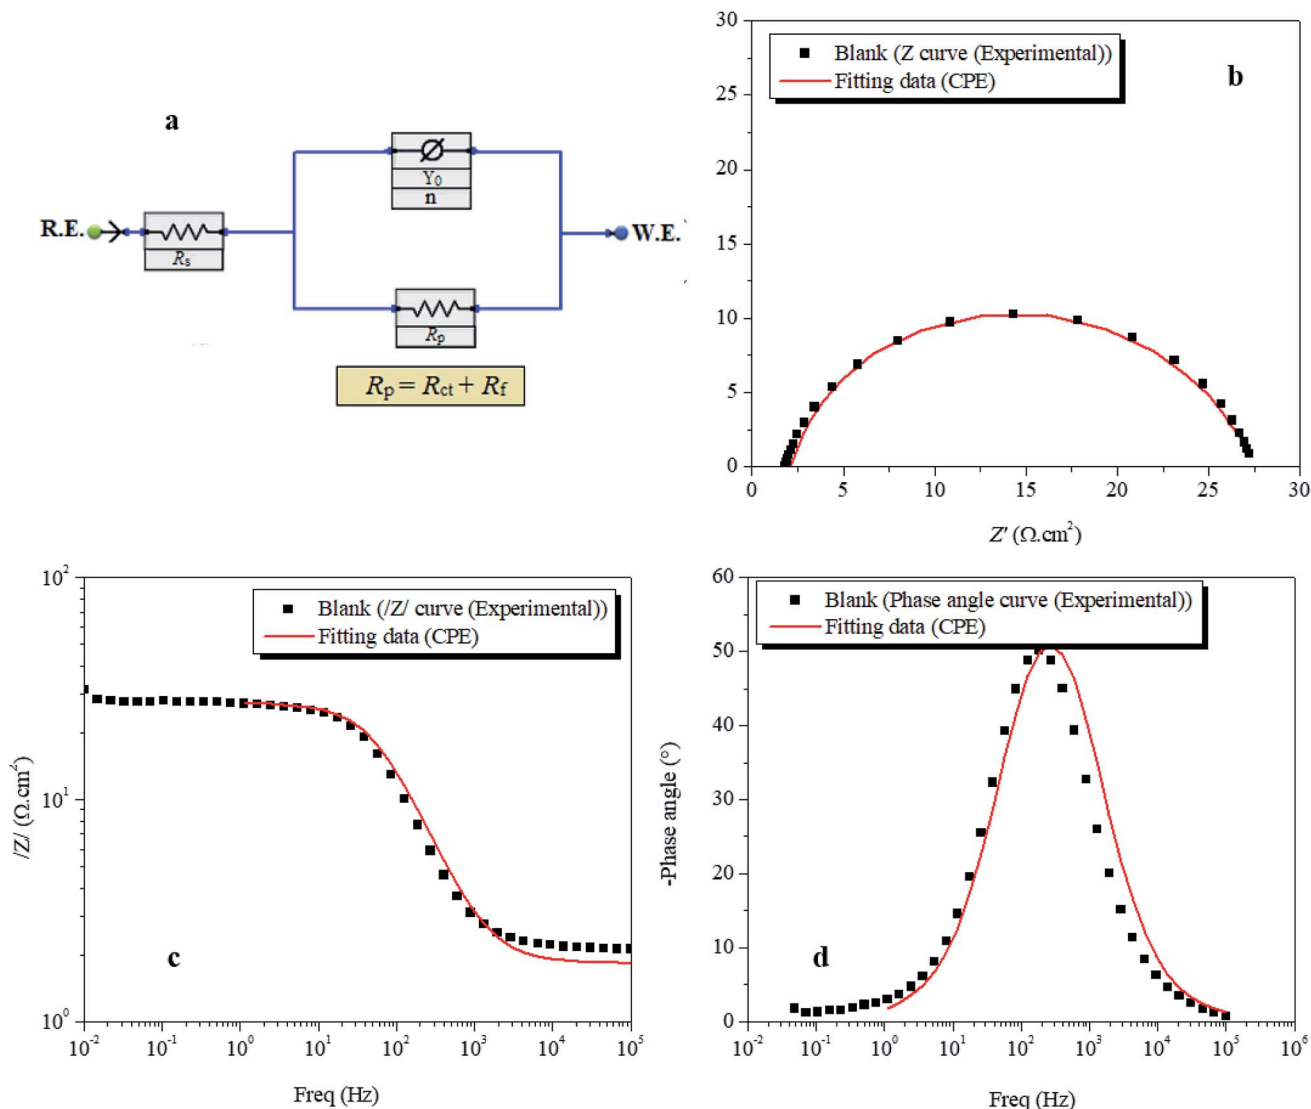 a
R.E.
Rs
Y0
n
Rp
W.E.
Rp = Rct + Rf
b
Blank (Z curve (Experimental))
Fitting data (CPE)
30
25
20
15
10
5
0
0 5 10 15 20 25 30
Z′ (Ω.cm²)
c
Blank (/Z/ curve (Experimental))
Fitting data (CPE)
/Z/ (Ω.cm²)
10²
10¹
10⁰
10⁻² 10⁻¹ 10⁰ 10¹ 10² 10³ 10⁴ 10⁵
Freq (Hz)
d
Blank (Phase angle curve (Experimental))
Fitting data (CPE)
-Phase angle (°)
60
50
40
30
20
10
0
10⁻² 10⁻¹ 10⁰ 10¹ 10² 10³ 10⁴ 10⁵ 10⁶
Freq (Hz)